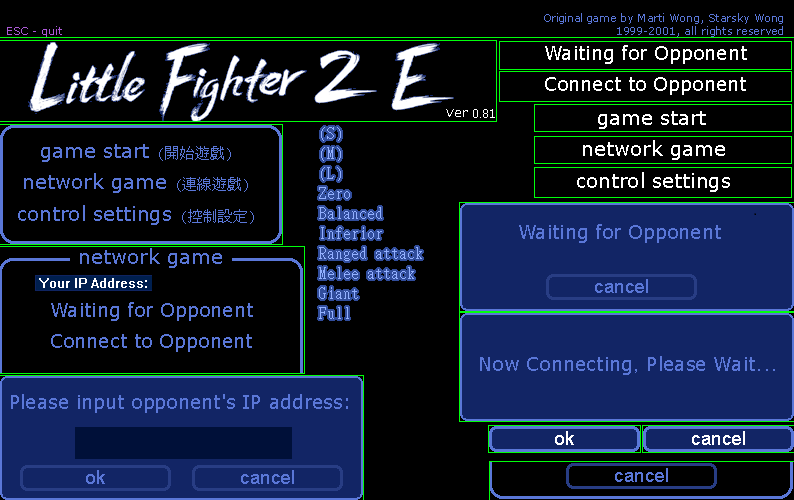 ESC - quit
Original game by Marti Wong, Starsky Wong
1999-2001, all rights reserved
Little Fighter 2 E
Ver 0.81
Waiting for Opponent
Connect to Opponent
game start
network game
control settings
game start (開始遊戲)
network game (連線遊戲)
control settings (控制設定)
(S)
(M)
(L)
Zero
Balanced
Inferior
Ranged attack
Melee attack
Giant
Full
network game
Your IP Address:
Waiting for Opponent
Connect to Opponent
Waiting for Opponent
cancel
Now Connecting, Please Wait...
Please input opponent's IP address:
ok
cancel
ok
cancel
cancel